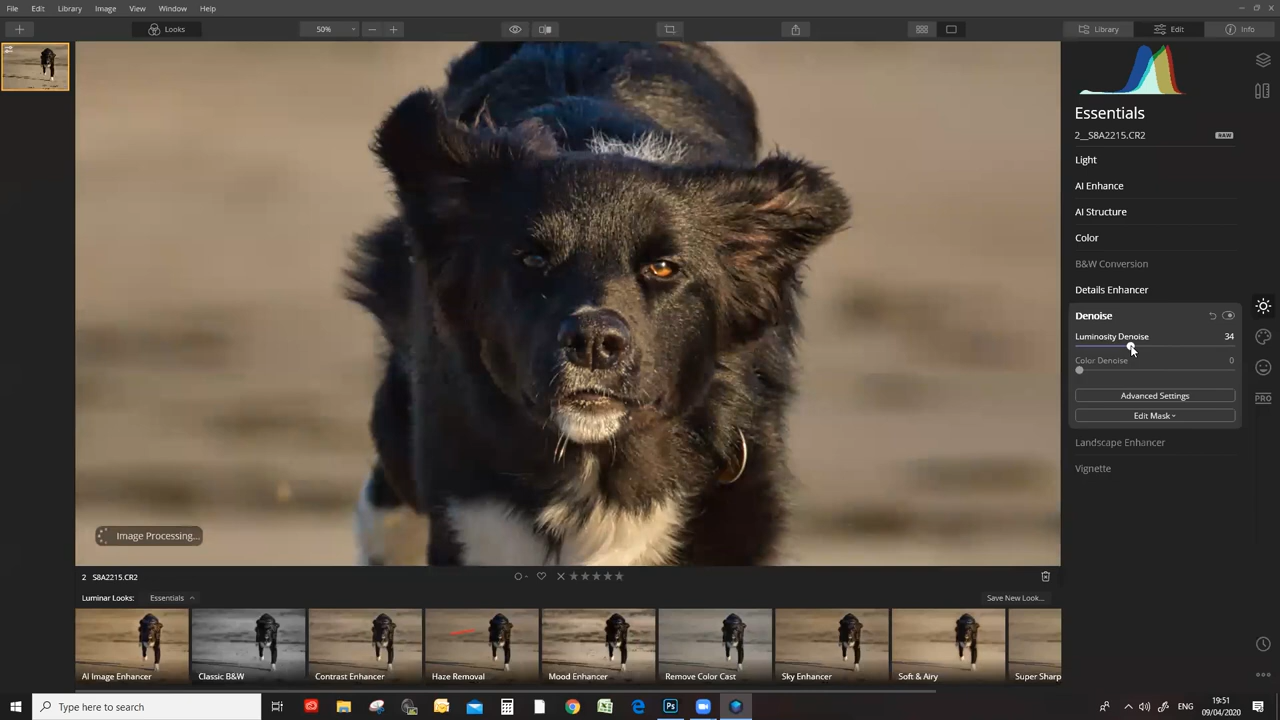 File Edit Library Image View Window Help
Looks 50% Library Edit Info
Essentials
2__S8A2215.CR2 RAW
Light
AI Enhance
AI Structure
Color
B&W Conversion
Details Enhancer
Denoise
Luminosity Denoise 34
Color Denoise 0
Advanced Settings
Edit Mask
Landscape Enhancer
Vignette
PRO
Image Processing...
2__S8A2215.CR2
Luminar Looks: Essentials Save New Look...
AI Image Enhancer Classic B&W Contrast Enhancer Haze Removal Mood Enhancer Remove Color Cast Sky Enhancer Soft & Airy Super Sharp
Type here to search Ps ENG 19:51
09/04/2020